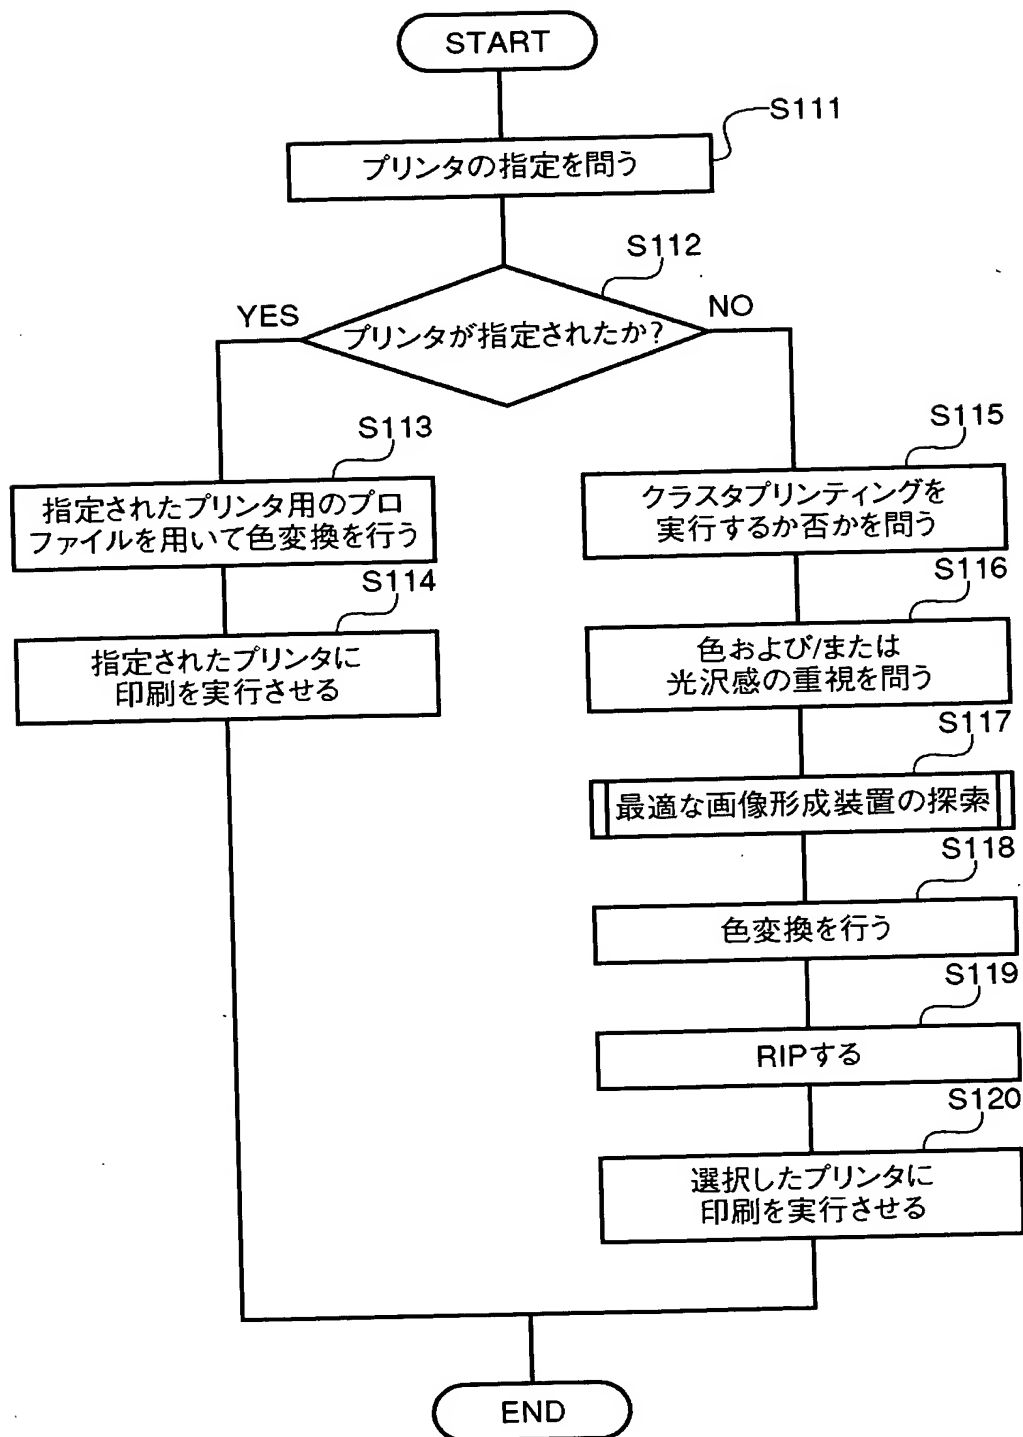 START
S111
プリンタの指定を問う
S112
YES
プリンタが指定されたか?
NO
S113
指定されたプリンタ用のプロ
ファイルを用いて色変換を行う
S114
指定されたプリンタに
印刷を実行させる
S115
クラスタプリンティングを
実行するか否かを問う
S116
色および/または
光沢感の重視を問う
S117
最適な画像形成装置の探索
S118
色変換を行う
S119
RIPする
S120
選択したプリンタに
印刷を実行させる
END